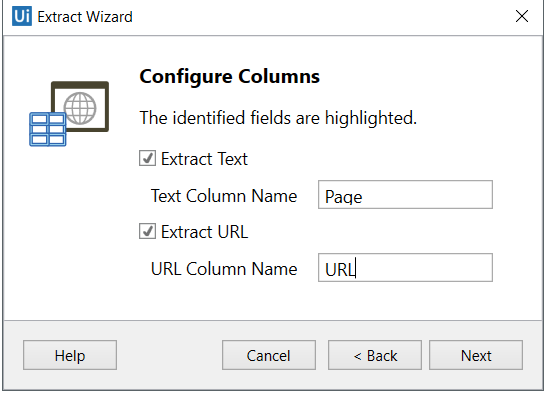 Ui Extract Wizard
Configure Columns
The identified fields are highlighted.
Extract Text
Text Column Name Page
Extract URL
URL Column Name URL
Help Cancel < Back Next